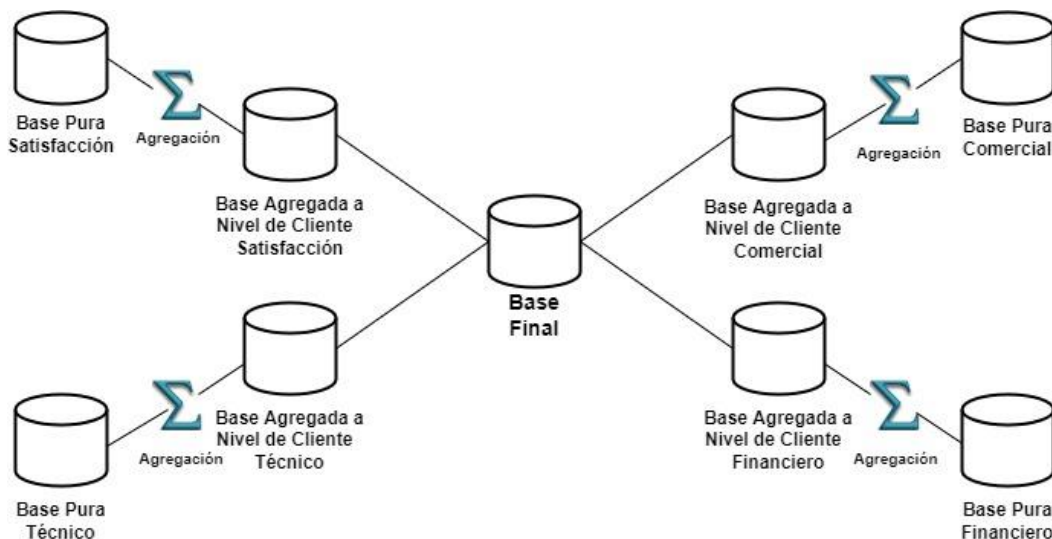 Base Pura
Satisfacción
Agregación
Base Agregada a
Nivel de Cliente
Satisfacción
Base Pura
Comercial
Agregación
Base Agregada a
Nivel de Cliente
Comercial
Base
Final
Base Agregada a
Nivel de Cliente
Técnico
Agregación
Base Pura
Técnico
Base Agregada a
Nivel de Cliente
Financiero
Agregación
Base Pura
Financiero